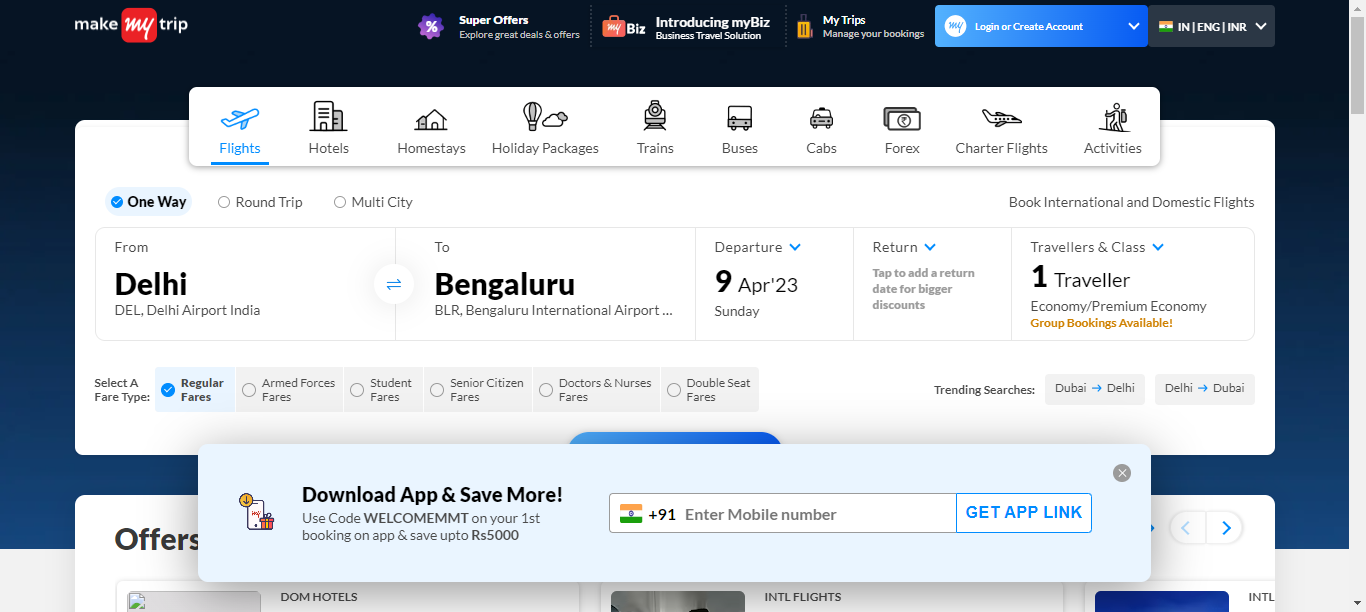 make my trip
%
Super Offers
Explore great deals & offers
my Biz
Introducing myBiz
Business Travel Solution
My Trips
Manage your bookings
my
Login or Create Account
IN | ENG | INR
Flights
Hotels
Homestays
Holiday Packages
Trains
Buses
Cabs
Forex
Charter Flights
Activities
One Way
Round Trip
Multi City
Book International and Domestic Flights
From
Delhi
DEL, Delhi Airport India
To
Bengaluru
BLR, Bengaluru International Airport ...
Departure
9 Apr'23
Sunday
Return
Tap to add a return
date for bigger
discounts
Travellers & Class
1 Traveller
Economy/Premium Economy
Group Bookings Available!
Select A
Fare Type:
Regular
Fares
Armed Forces
Fares
Student
Fares
Senior Citizen
Fares
Doctors & Nurses
Fares
Double Seat
Fares
Trending Searches:
Dubai → Delhi
Delhi → Dubai
Download App & Save More!
Use Code WELCOMEMMT on your 1st
booking on app & save upto Rs5000
+91 Enter Mobile number
GET APP LINK
Offers
DOM HOTELS
INTL FLIGHTS
INTL